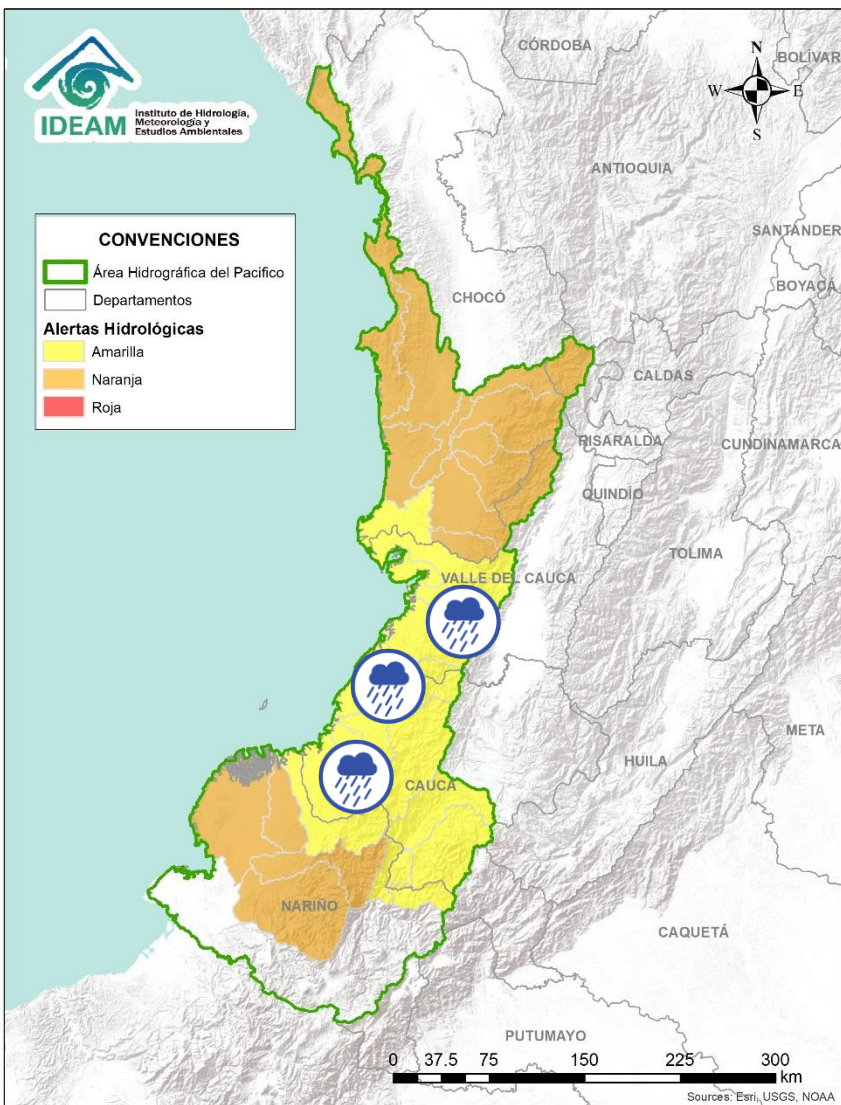 IDEAM
Instituto de Hidrología,
Meteorología y
Estudios Ambientales
N
W
E
S
CONVENCIONES
Área Hidrográfica del Pacifico
Departamentos
Alertas Hidrológicas
Amarilla
Naranja
Roja
CÓRDOBA
BOLÍVAR
ANTIOQUIA
SANTANDER
BOYACÁ
CHOCÓ
CALDAS
RISARALDA
CUNDINAMARCA
QUINDÍO
TOLIMA
VALLE DEL CAUCA
META
HUILA
CAUCA
NARIÑO
CAQUETÁ
PUTUMAYO
0 37.5 75 150 225 300
km
Sources: Esri, USGS, NOAA